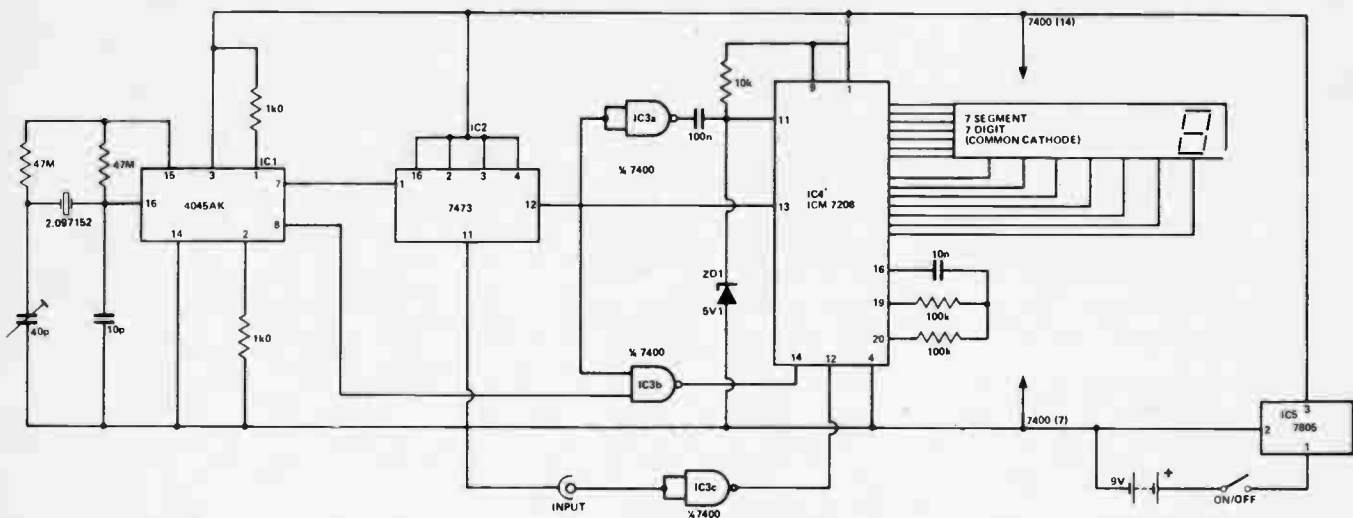 7400 (14)
10k
9
1
1k0
IC3a
100n
11
7 SEGMENT
7 DIGIT
(COMMON CATHODE)
IC2
47M
47M
15
3
1
IC1
16
2
3
4
¼ 7400
7
1
7473
12
13
IC4
ICM 7208
16
4045AK
8
2.097152
14
2
11
16
10n
ZD1
5V1
19
100k
40p
10p
1k0
20
100k
¼ 7400
IC3b
14
12
4
7400 (7)
3
IC5
7805
2
1
INPUT
IC3c
¼ 7400
9V
+
ON/OFF